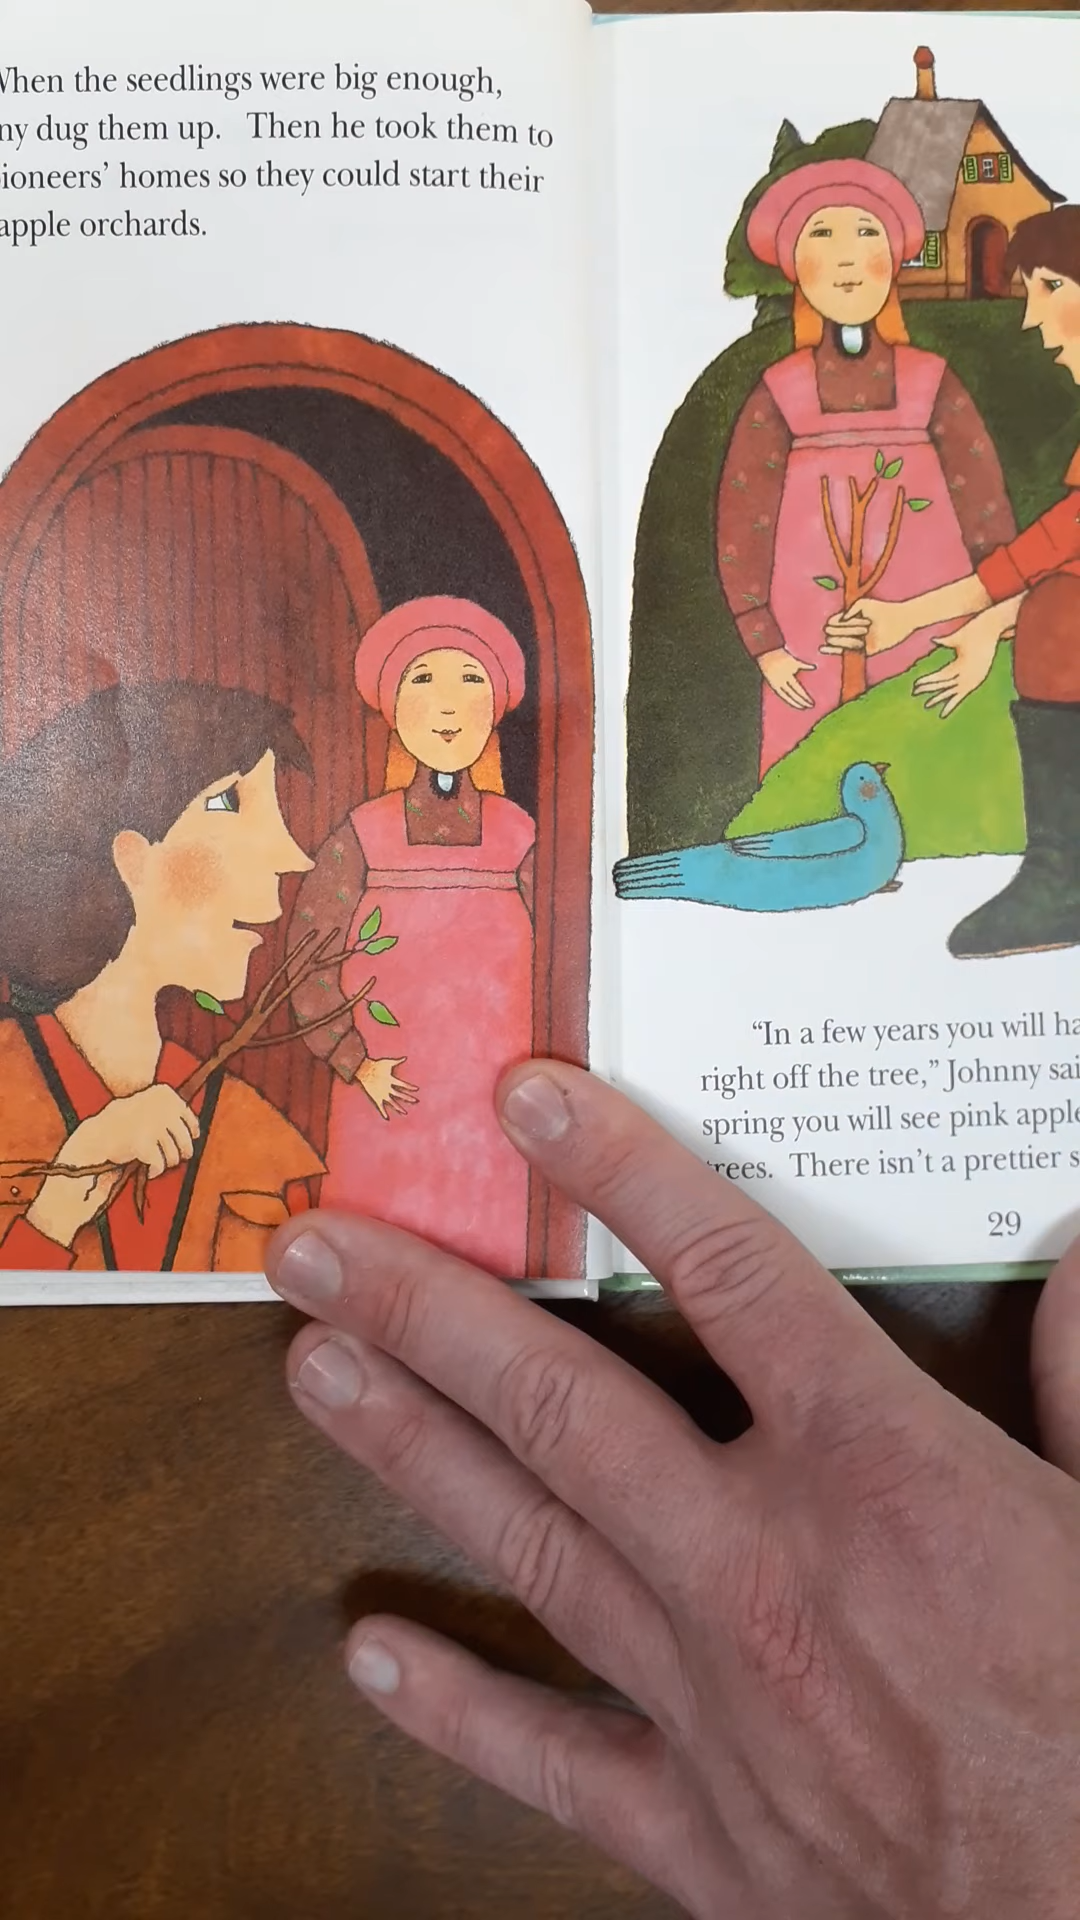 When the seedlings were big enough,
ny dug them up. Then he took them to
ioneers’ homes so they could start their
apple orchards.
“In a few years you will ha
right off the tree,” Johnny sai
spring you will see pink apple
trees. There isn’t a prettier s
29